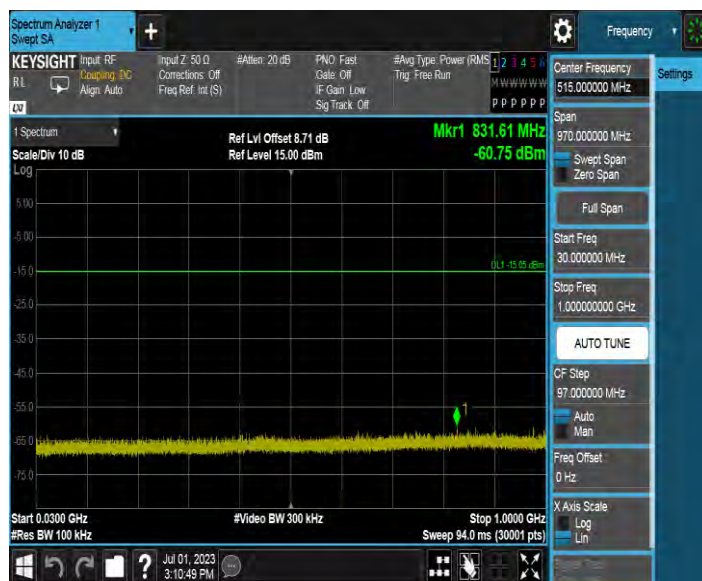 Spectrum Analyzer 1
Swept SA
Frequency
KEYSIGHT
RL
LXI
Input: RF
Coupling: DC
Align: Auto
Input Z: 50 Ω
Corrections: Off
Freq Ref: Int (S)
#Atten: 20 dB
PNO: Fast
Gate: Off
IF Gain: Low
Sig Track: Off
#Avg Type: Power (RMS
Trig: Free Run
1 2 3 4 5 6
M W W W W W
P P P P P P
Center Frequency
515.000000 MHz
Settings
Span
970.000000 MHz
Swept Span
Zero Span
Full Span
Start Freq
30.000000 MHz
Stop Freq
1.000000000 GHz
AUTO TUNE
CF Step
97.000000 MHz
Auto
Man
Freq Offset
0 Hz
X Axis Scale
Log
Lin
1 Spectrum
Scale/Div 10 dB
Ref Lvl Offset 8.71 dB
Ref Level 15.00 dBm
Mkr1 831.61 MHz
-60.75 dBm
Log
5.00
-5.00
-15.0
DL1 -15.05 dBm
-25.0
-35.0
-45.0
-55.0
1
-65.0
-75.0
Start 0.0300 GHz
#Res BW 100 kHz
#Video BW 300 kHz
Stop 1.0000 GHz
Sweep 94.0 ms (30001 pts)
?
Jul 01, 2023
3:10:49 PM